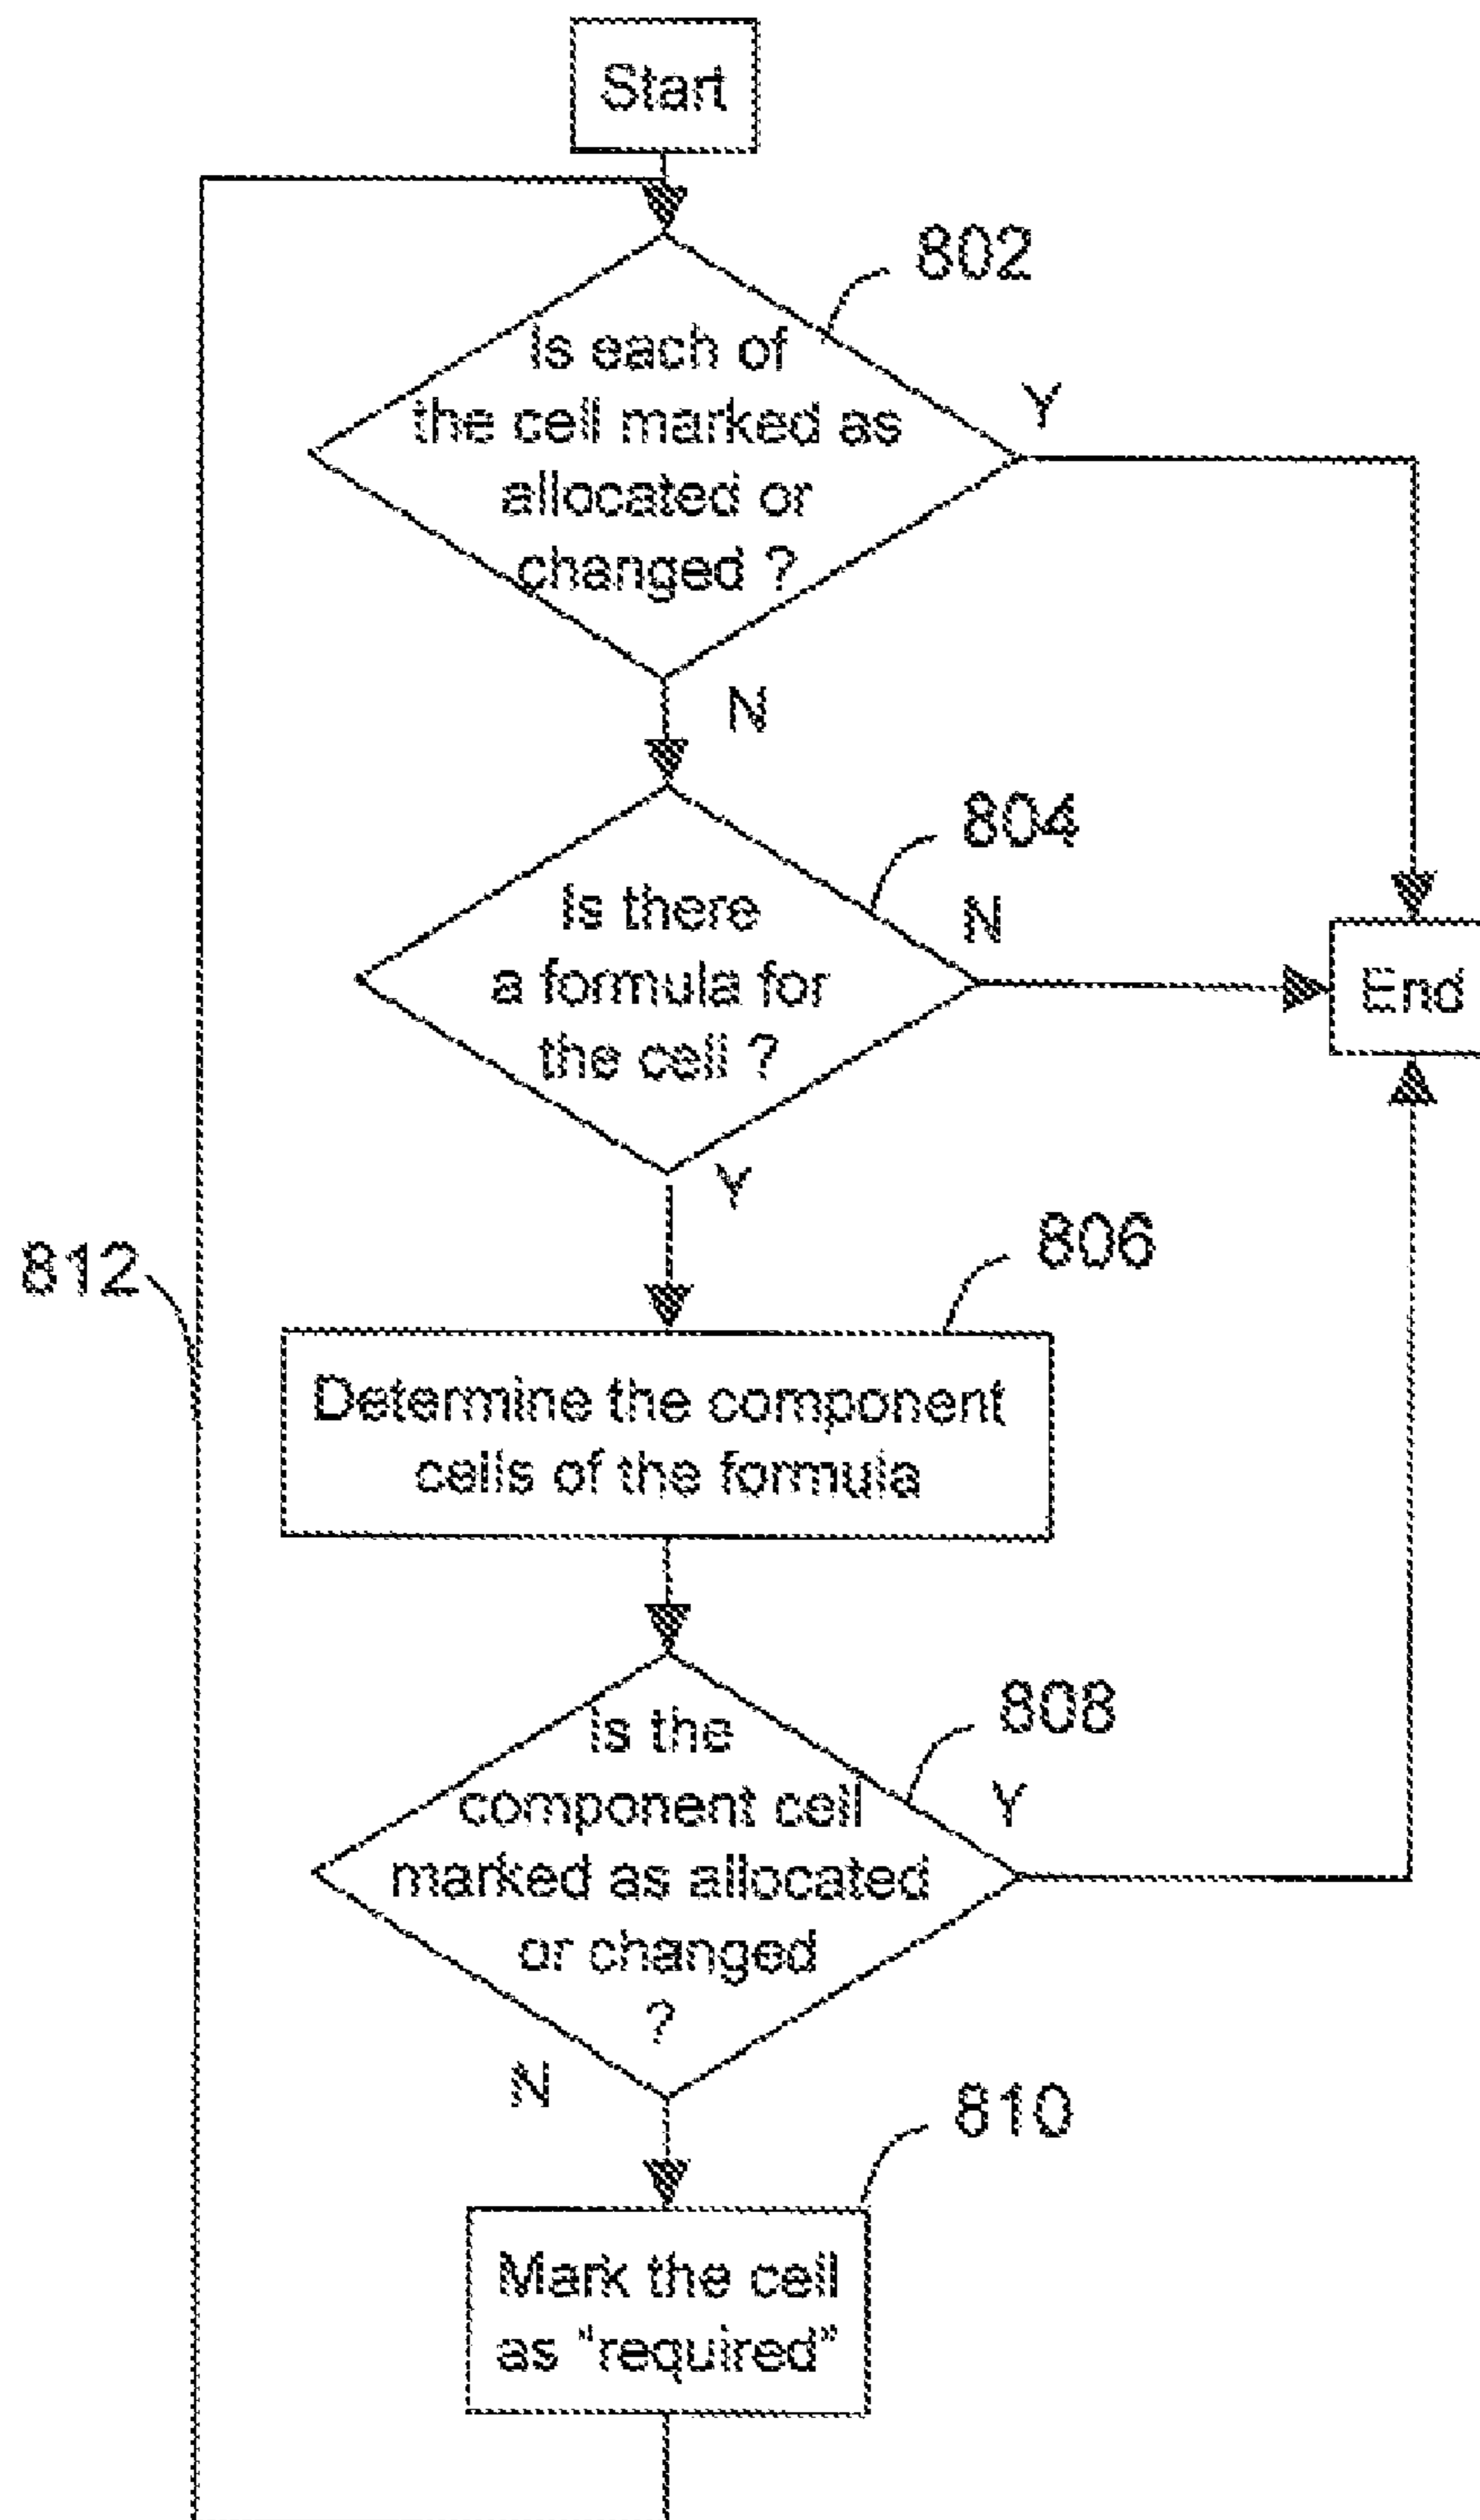 Start
802
Is each of
the cell marked as
allocated or
changed ?
Y
N
804
Is there
a formula for
the cell ?
N
End
Y
812
806
Determine the component
cells of the formula
808
Is the
component cell
marked as allocated
or changed
?
Y
N
810
Mark the cell
as "required"